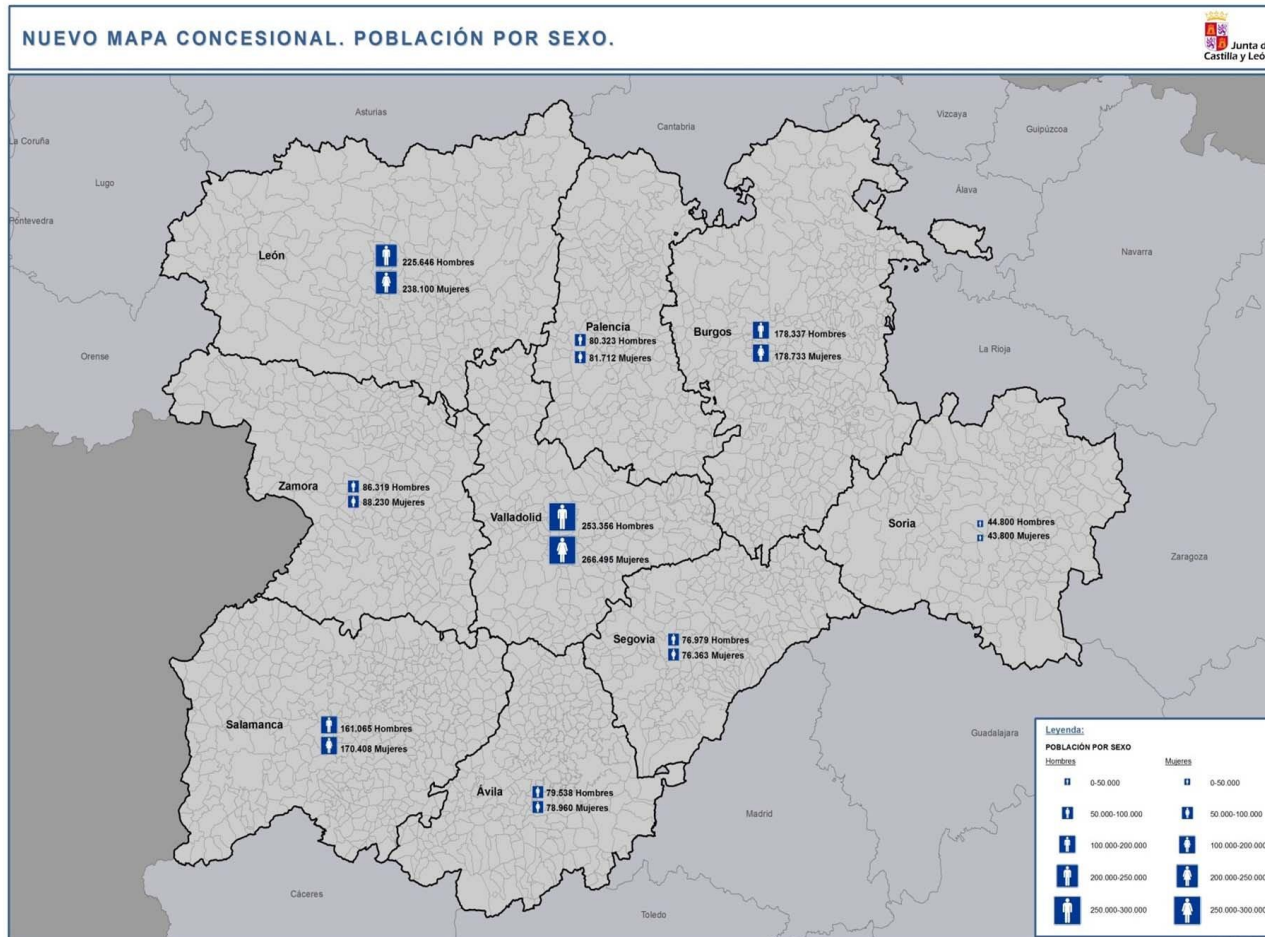 NUEVO MAPA CONCESIONAL. POBLACIÓN POR SEXO.
Junta d
Castilla y Leó
Asturias
Cantabria
Vizcaya
Guipúzcoa
La Coruña
Lugo
Álava
Pontevedra
Navarra
León
225.646 Hombres
238.100 Mujeres
Palencia
80.323 Hombres
81.712 Mujeres
Burgos
178.337 Hombres
178.733 Mujeres
Orense
La Rioja
Zamora
86.319 Hombres
88.230 Mujeres
Valladolid
253.356 Hombres
266.495 Mujeres
Soria
44.800 Hombres
43.800 Mujeres
Zaragoza
Segovia
76.979 Hombres
76.363 Mujeres
Salamanca
161.065 Hombres
170.408 Mujeres
Ávila
79.538 Hombres
78.960 Mujeres
Guadalajara
Madrid
Cáceres
Toledo
Leyenda:
POBLACIÓN POR SEXO
Hombres Mujeres
0-50.000 0-50.000
50.000-100.000 50.000-100.000
100.000-200.000 100.000-200.000
200.000-250.000 200.000-250.000
250.000-300.000 250.000-300.000